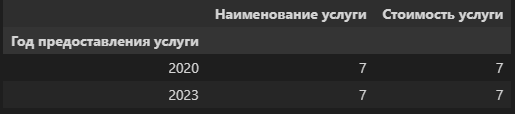 Наименование услуги Стоимость услуги
Год предоставления услуги
2020 7 7
2023 7 7